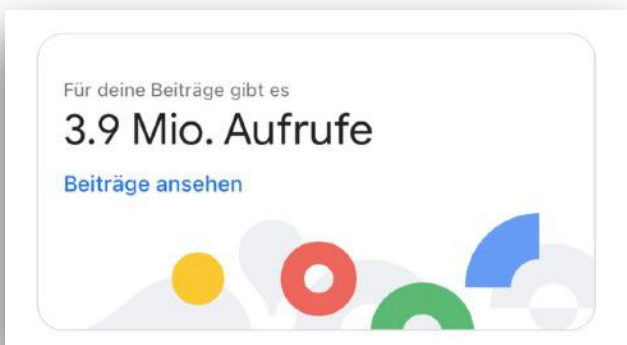 Für deine Beiträge gibt es
3.9 Mio. Aufrufe
Beiträge ansehen